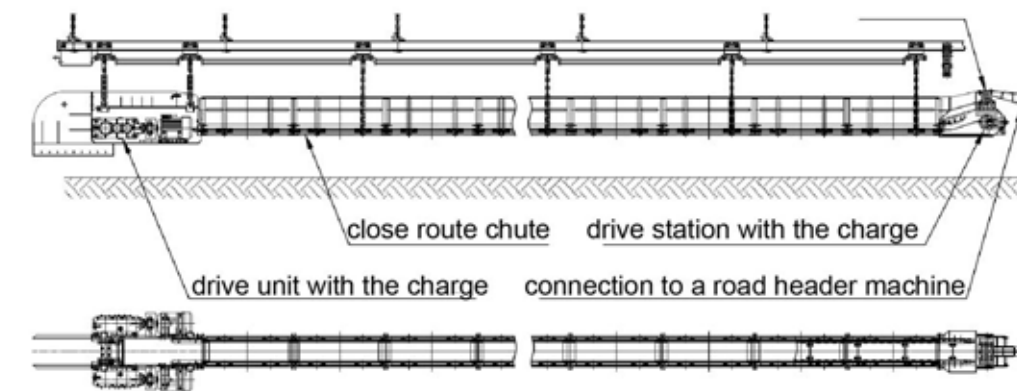 close route chute
drive station with the charge
drive unit with the charge
connection to a road header machine